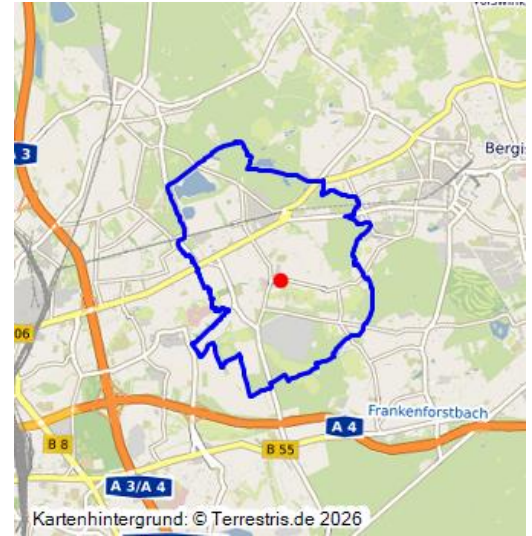 A 3
Bergis
06
Frankenforstbach
A 4
B 8
B 55
A 3/A 4
Kartenhintergrund: © Terrestris.de 2026